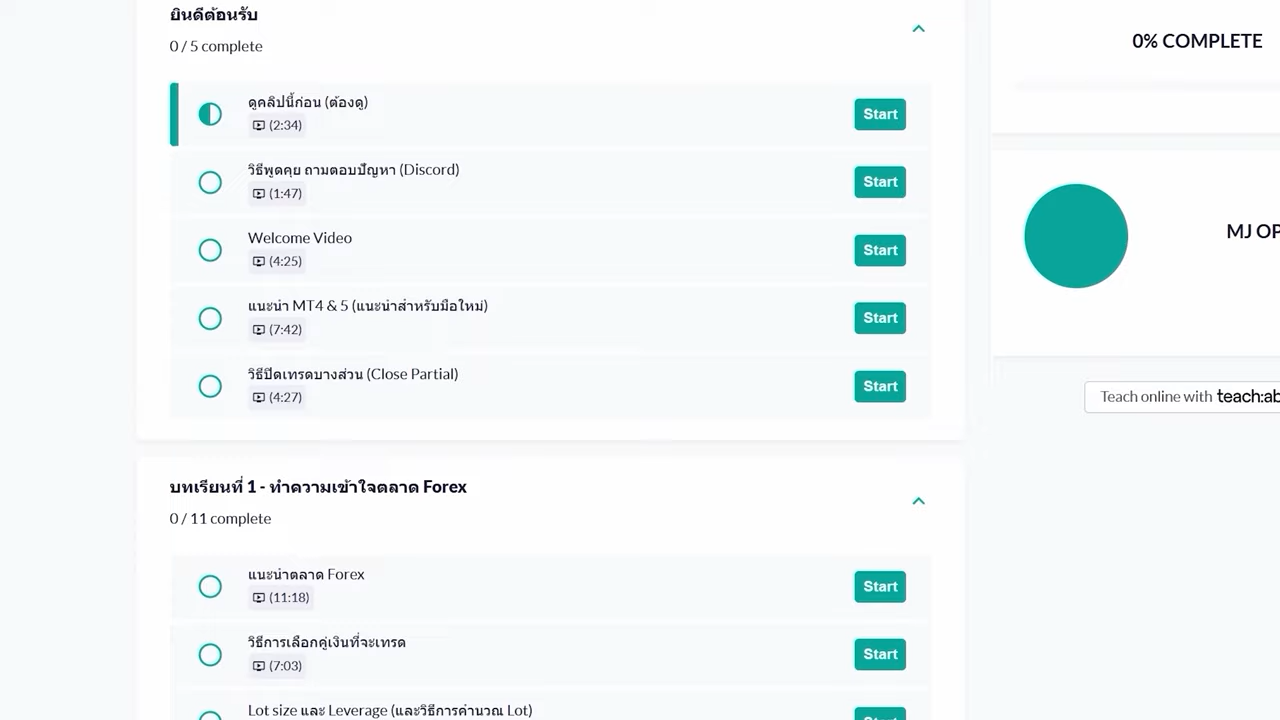 ยินดีต้อนรับ
0 / 5 complete
ดูคลิปนี้ก่อน (ต้องดู)
(2:34)
Start
วิธีพูดคุย ถามตอบปัญหา (Discord)
(1:47)
Start
Welcome Video
(4:25)
Start
แนะนำ MT4 & 5 (แนะนำสำหรับมือใหม่)
(7:42)
Start
วิธีปิดเทรดบางส่วน (Close Partial)
(4:27)
Start
บทเรียนที่ 1 - ทำความเข้าใจตลาด Forex
0 / 11 complete
แนะนำตลาด Forex
(11:18)
Start
วิธีการเลือกคู่เงินที่จะเทรด
(7:03)
Start
Lot size และ Leverage (และวิธีการคำนวณ Lot)
Start
0% COMPLETE
MJ OP
Teach online with teach:ab